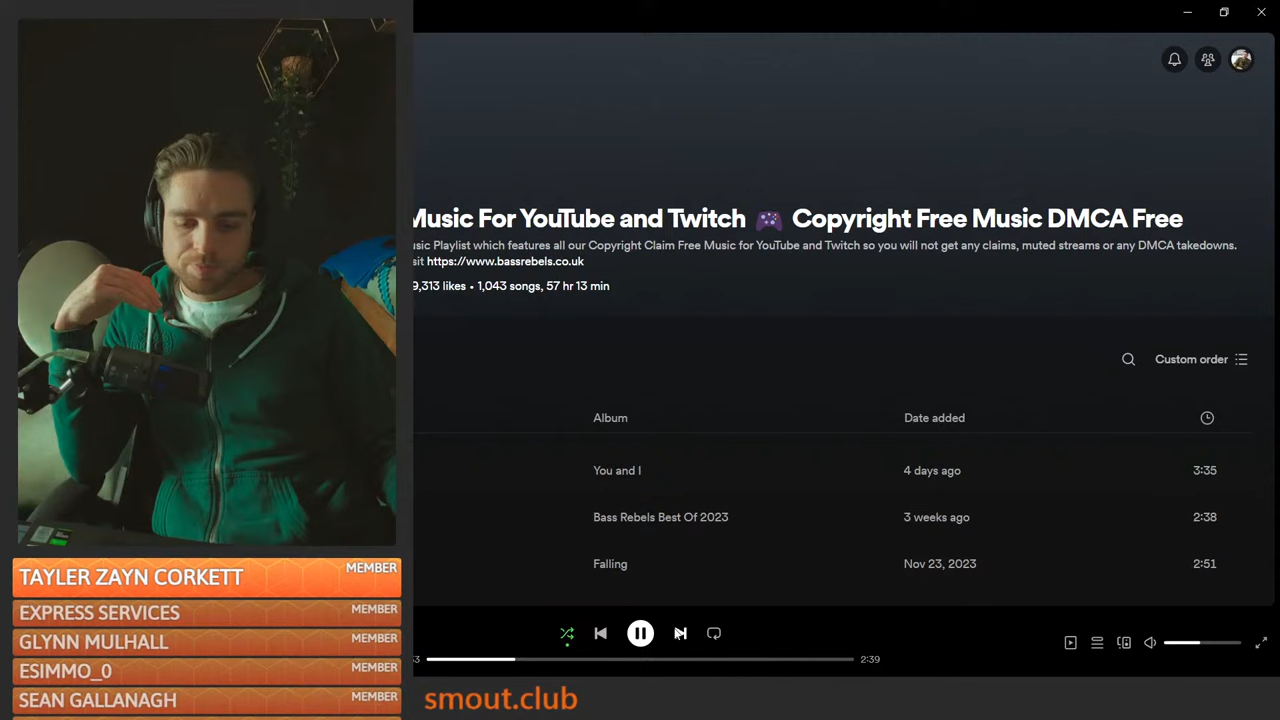 Music For YouTube and Twitch 🎮 Copyright Free Music DMCA Free
usic Playlist which features all our Copyright Claim Free Music for YouTube and Twitch so you will not get any claims, muted streams or any DMCA takedowns.
sit https://www.bassrebels.co.uk
9,313 likes • 1,043 songs, 57 hr 13 min
Custom order
Album Date added
You and I 4 days ago 3:35
Bass Rebels Best Of 2023 3 weeks ago 2:38
Falling Nov 23, 2023 2:51
2:39
TAYLER ZAYN CORKETT MEMBER
EXPRESS SERVICES MEMBER
GLYNN MULHALL MEMBER
ESIMMO_0 MEMBER
SEAN GALLANAGH MEMBER
smout.club